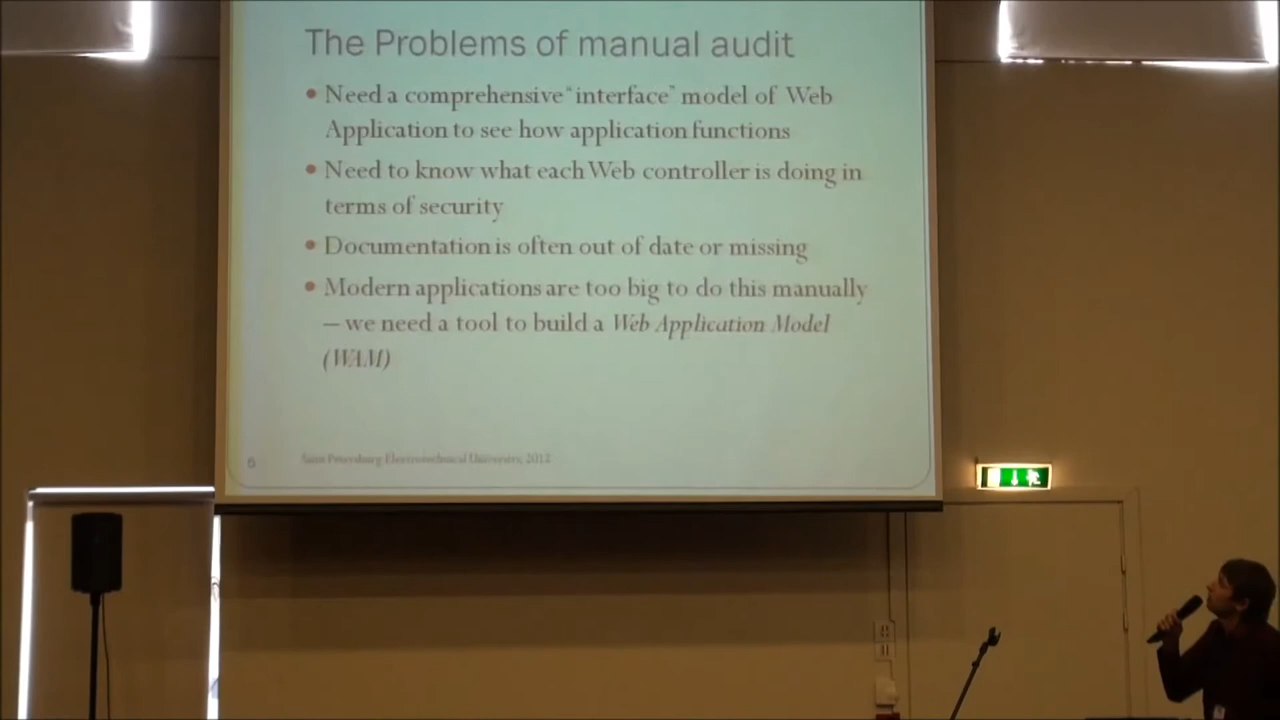 The Problems of manual audit
• Need a comprehensive “interface” model of Web
Application to see how application functions
• Need to know what each Web controller is doing in
terms of security
• Documentation is often out of date or missing
• Modern applications are too big to do this manually
– we need a tool to build a Web Application Model
(WAM)
6
Saint Petersburg Electrotechnical University, 2012